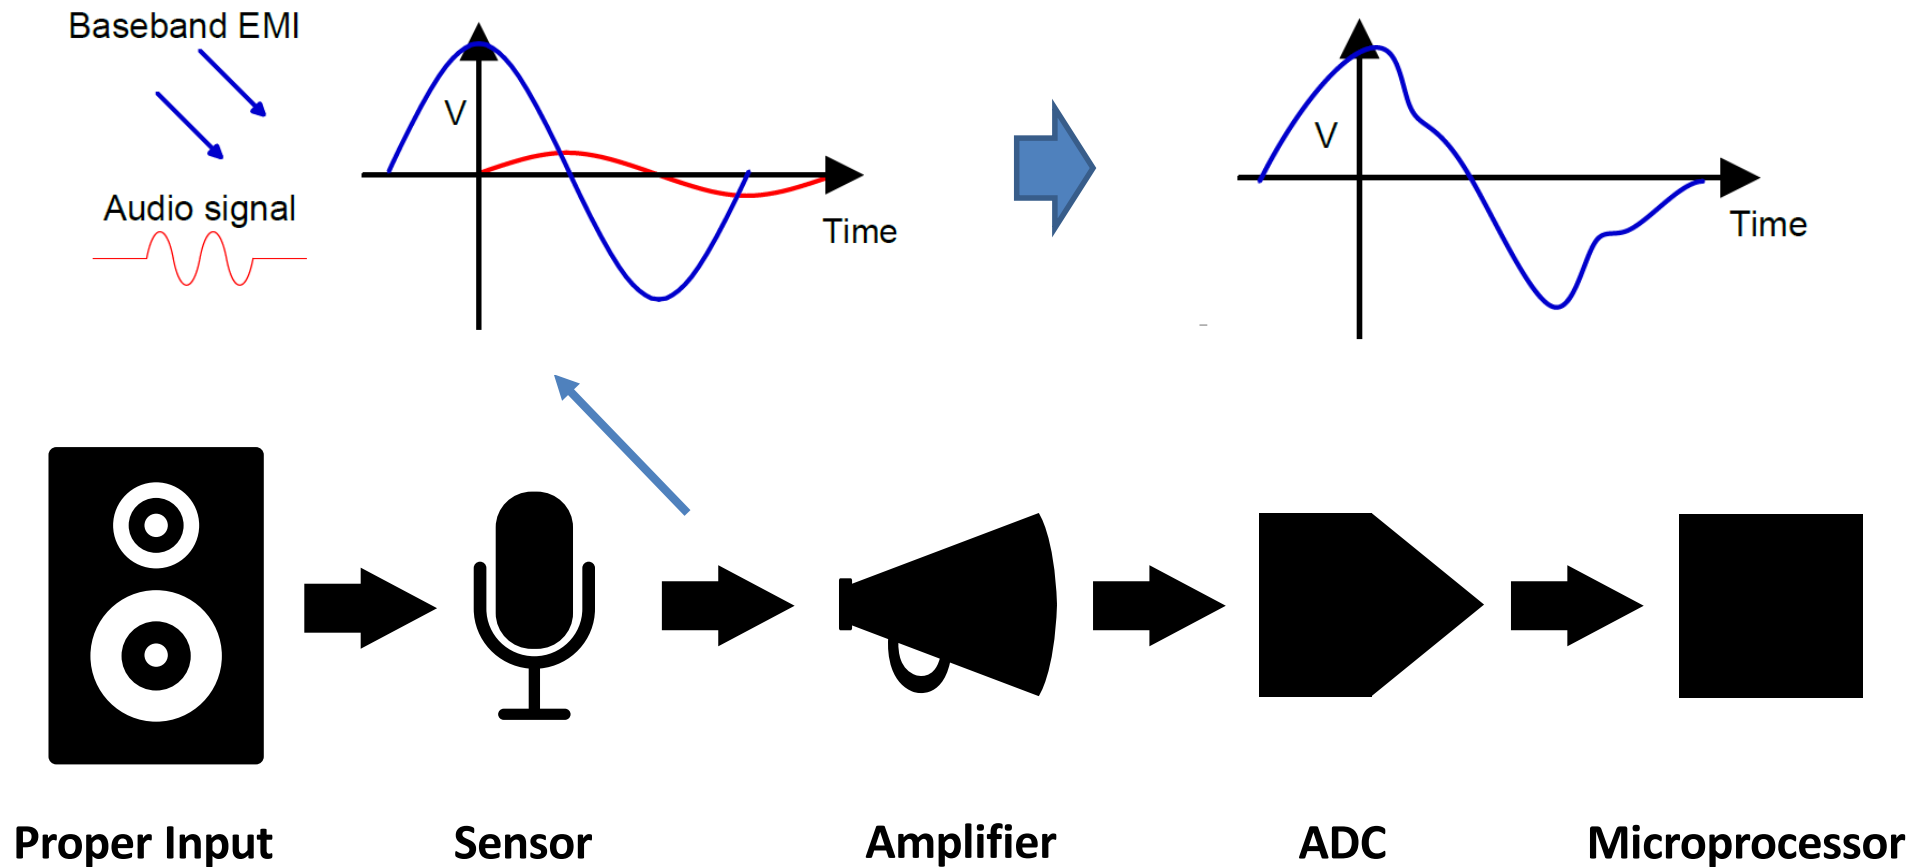 Baseband EMI
Audio signal
V
Time
V
Time
Proper Input
Sensor
Amplifier
ADC
Microprocessor